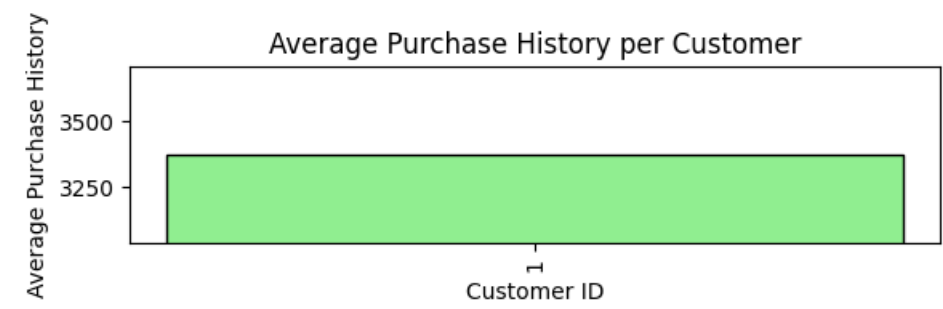 Average Purchase History per Customer
Average Purchase History
3500
3250
1
Customer ID